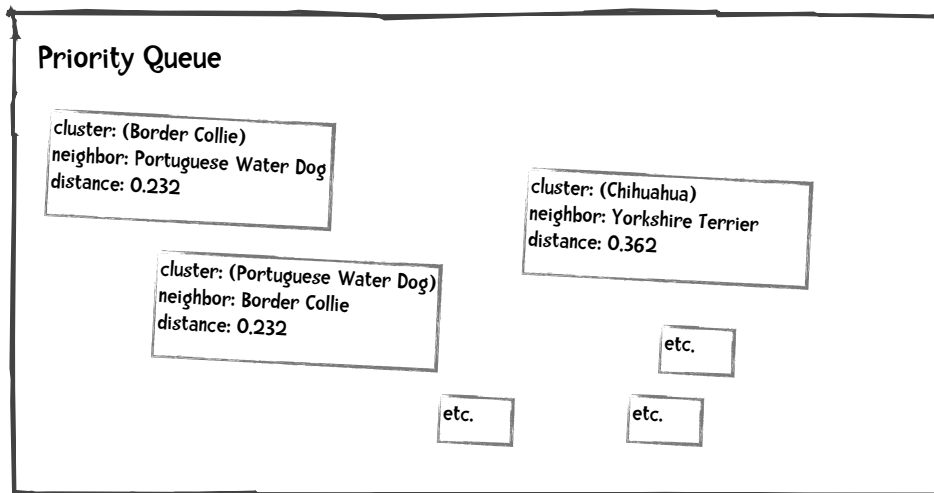 Priority Queue
cluster: (Border Collie)
neighbor: Portuguese Water Dog
distance: 0.232
cluster: (Chihuahua)
neighbor: Yorkshire Terrier
distance: 0.362
cluster: (Portuguese Water Dog)
neighbor: Border Collie
distance: 0.232
etc.
etc.
etc.